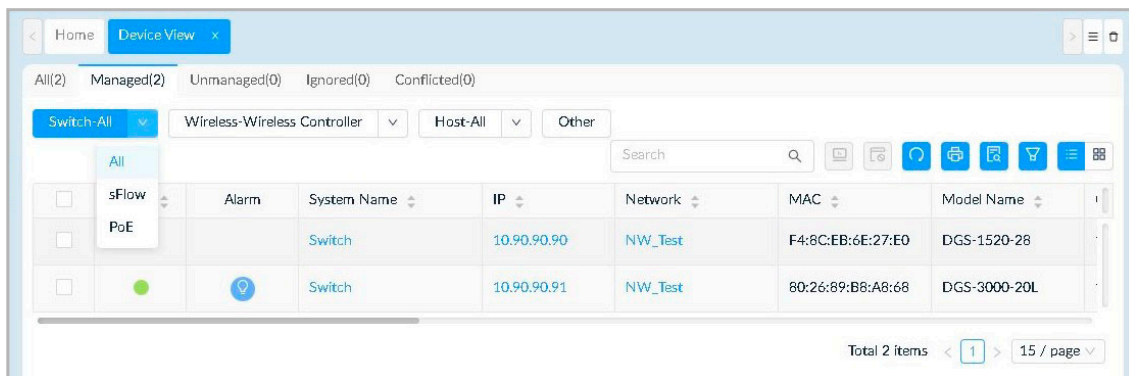 Home Device View ×
All(2) Managed(2) Unmanaged(0) Ignored(0) Conflicted(0)
Switch-All Wireless-Wireless Controller Host-All Other
Search
All
sFlow
PoE
Alarm System Name IP Network MAC Model Name
Switch 10.90.90.90 NW_Test F4:8C:EB:6E:27:E0 DGS-1520-28
Switch 10.90.90.91 NW_Test 80:26:89:B8:A8:68 DGS-3000-20L
Total 2 items < 1 > 15 / page